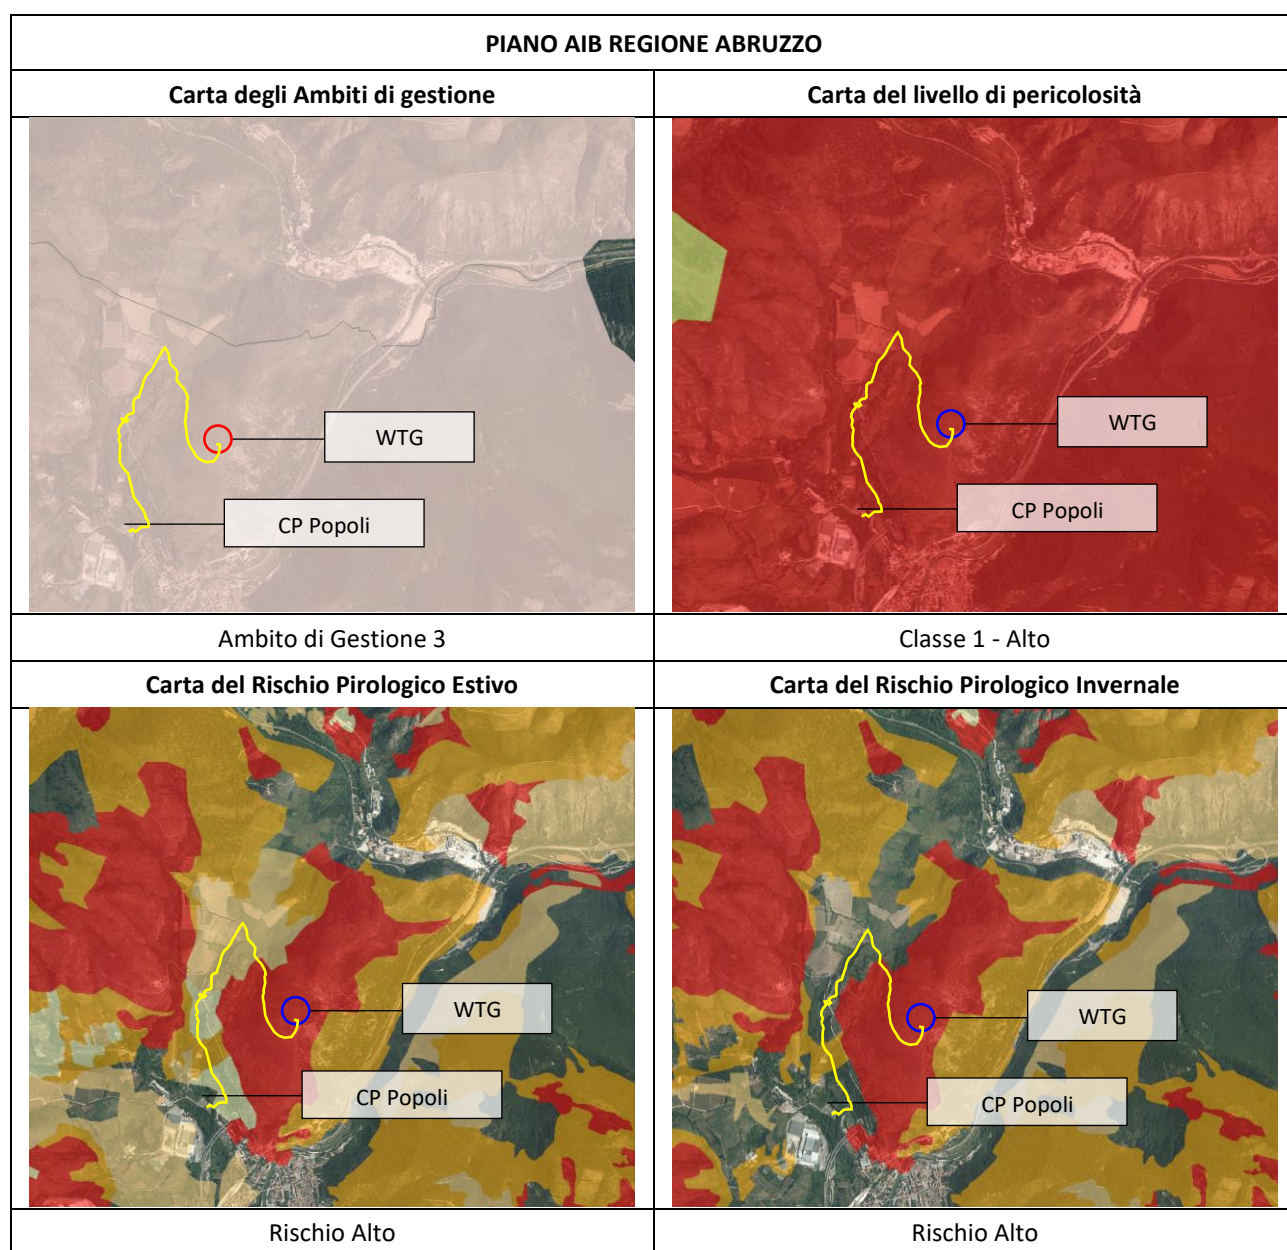 PIANO AIB REGIONE ABRUZZO
Carta degli Ambiti di gestione
Carta del livello di pericolosità
WTG
CP Popoli
WTG
CP Popoli
Ambito di Gestione 3
Classe 1 - Alto
Carta del Rischio Pirologico Estivo
Carta del Rischio Pirologico Invernale
WTG
CP Popoli
WTG
CP Popoli
Rischio Alto
Rischio Alto